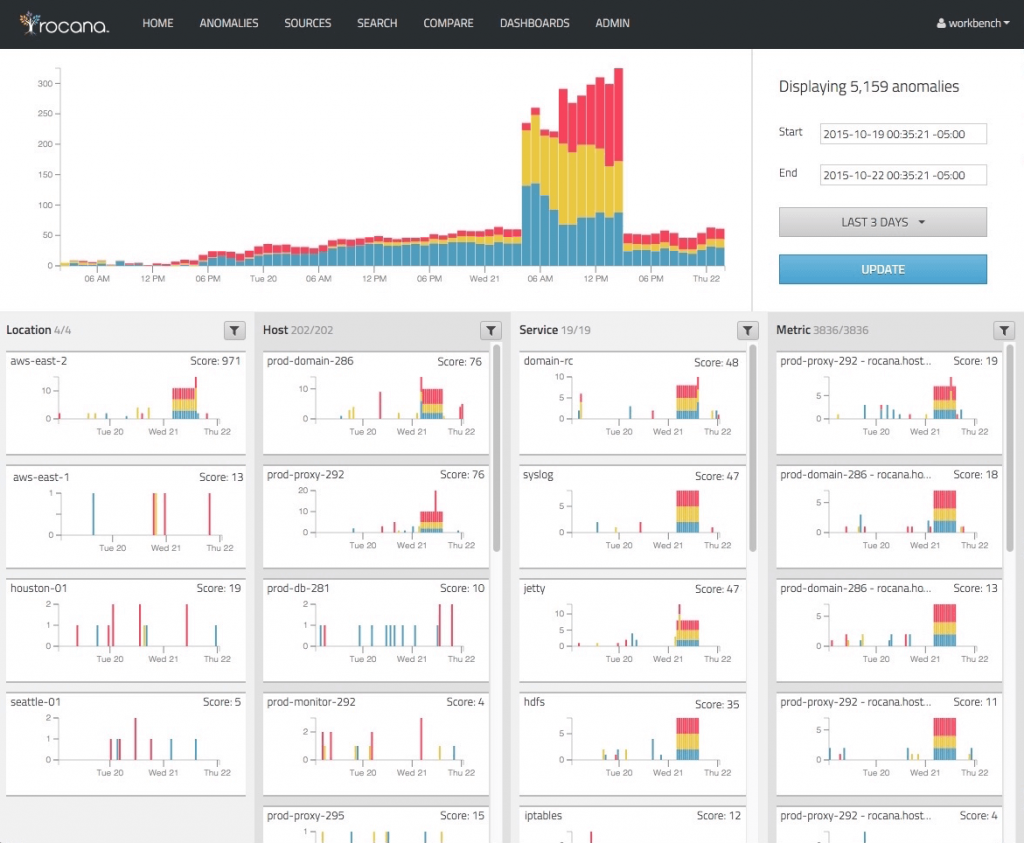 rocana. HOME ANOMALIES SOURCES SEARCH COMPARE DASHBOARDS ADMIN workbench
300
250
200
150
100
50
0
06 AM 12 PM 06 PM Tue 20 06 AM 12 PM 06 PM Wed 21 06 AM 12 PM 06 PM Thu 22
Displaying 5,159 anomalies
Start 2015-10-19 00:35:21 -05:00
End 2015-10-22 00:35:21 -05:00
LAST 3 DAYS
UPDATE
Location 4/4
aws-east-2 Score: 971
10
0
Tue 20 Wed 21 Thu 22
aws-east-1 Score: 13
1
0
Tue 20 Wed 21 Thu 22
houston-01 Score: 19
2
1
0
Tue 20 Wed 21 Thu 22
seattle-01 Score: 5
2
1
0
Tue 20 Wed 21 Thu 22
Host 202/202
prod-domain-286 Score: 76
10
0
Tue 20 Wed 21 Thu 22
prod-proxy-292 Score: 76
20
10
0
Tue 20 Wed 21 Thu 22
prod-db-281 Score: 10
2
1
0
Tue 20 Wed 21 Thu 22
prod-monitor-292 Score: 4
2
1
0
Tue 20 Wed 21 Thu 22
prod-proxy-295 Score: 15
1
Service 19/19
domain-rc Score: 48
10
5
0
Tue 20 Wed 21 Thu 22
syslog Score: 47
5
0
Tue 20 Wed 21 Thu 22
jetty Score: 47
10
5
0
Tue 20 Wed 21 Thu 22
hdfs Score: 35
5
0
Tue 20 Wed 21 Thu 22
iptables Score: 12
Metric 3836/3836
prod-proxy-292 - rocana.host... Score: 19
5
0
Tue 20 Wed 21 Thu 22
prod-domain-286 - rocana.ho... Score: 18
5
0
Tue 20 Wed 21 Thu 22
prod-domain-286 - rocana.ho... Score: 13
5
0
Tue 20 Wed 21 Thu 22
prod-proxy-292 - rocana.host... Score: 11
5
0
Tue 20 Wed 21 Thu 22
prod-proxy-292 - rocana.host... Score: 4